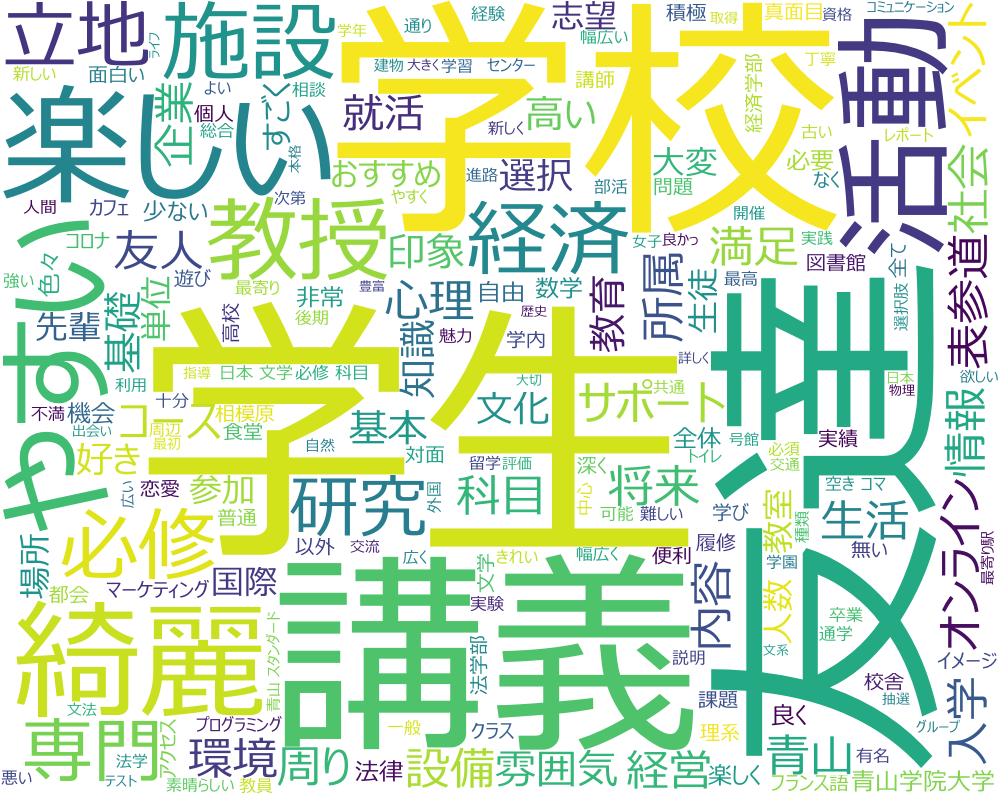 学校
学生
友達
講義
楽しい
活動
やすい
綺麗
教授
必修
経済
施設
立地
専門
研究
オンライン
表参道
青山
心理
所属
教育
満足
サポート
科目
将来
生活
友人
印象
基礎
単位
先輩
コース
基本
知識
文化
国際
環境
周り
設備
雰囲気
経営
内容
教室
人数
情報
社会
イベント
入学
青山学院大学
企業
すごく
就活
高い
おすすめ
選択
志望
積極
真面目
資格
取得
コミュニケーション
経験
幅広い
通り
学年
ライフ
新しい
面白い
よい
相談
個人
総合
建物
大きく
学習
センター
講師
経済学部
丁寧
古い
レポート
大変
必要
なく
問題
新しく
進路
部活
やすく
本格
次第
人間
カフェ
少ない
コロナ
色々
強い
遊び
最寄り
非常
豊富
自由
数学
女子
良かっ
開催
実践
図書館
最高
選択肢
全て
生徒
後期
高校
歴史
魅力
学内
詳しく
日本
物理
欲しい
利用
指導
日本 文学
必修 科目
大切
共通
不満
機会
十分
出会い
周辺
最初
相模原
食堂
自然
対面
全体
号館
トイレ
実績
必須
交通
好き
恋愛
参加
普通
留学
評価
外国
深く
中心
可能
難しい
学び
種類
空き コマ
無い
最寄り駅
場所
都会
マーケティング
以外
交流
広い
広く
きれい
幅広く
便利
履修
学園
文学
実験
卒業
通学
文系
説明
法学部
青山 スタンダード
イメージ
校舎
抽選
グループ
課題
良く
理系
プログラミング
一般
クラス
文法
法学
アクセス
テスト
悪い
素晴らしい
教員
法律
楽しく
有名
フランス語